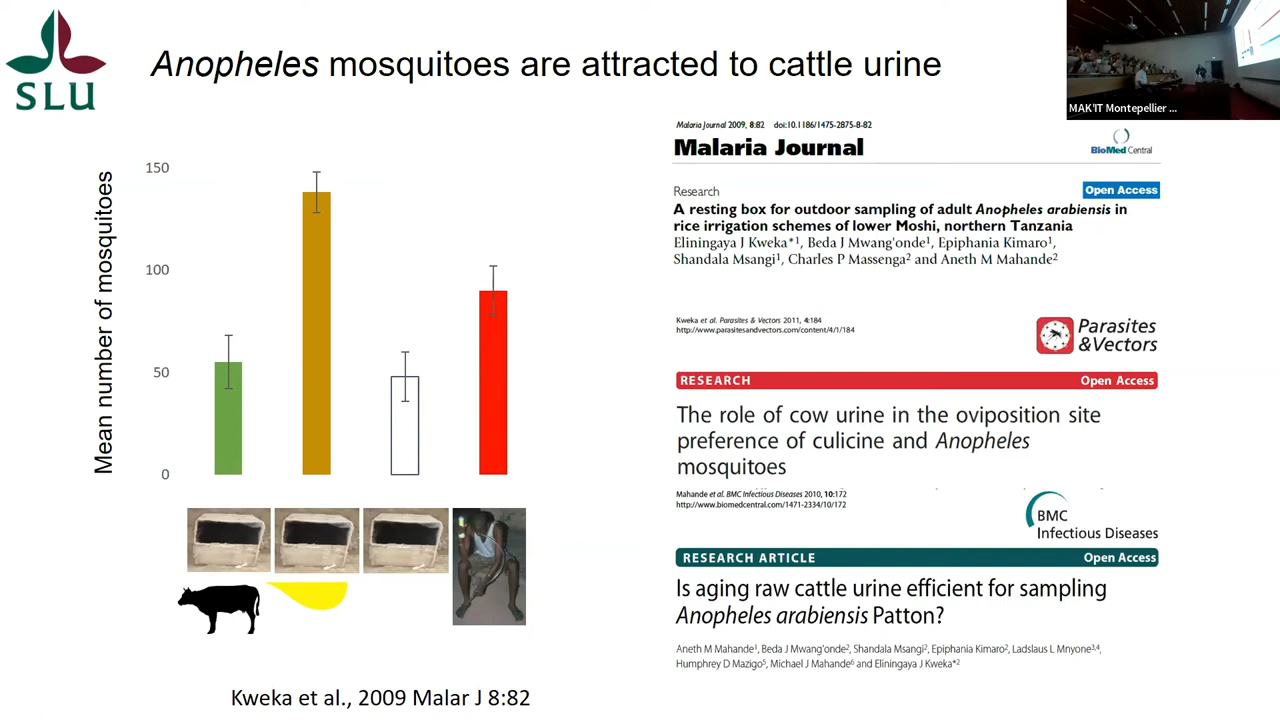 SLU
Anopheles mosquitoes are attracted to cattle urine
MAK'IT Montepellier ...
Mean number of mosquitoes
150
100
50
0
Kweka et al., 2009 Malar J 8:82
Malaria Journal 2009, 8:82 doi:10.1186/1475-2875-8-82
Malaria Journal
BioMed Central
Research
Open Access
A resting box for outdoor sampling of adult Anopheles arabiensis in
rice irrigation schemes of lower Moshi, northern Tanzania
Eliningaya J Kweka*1, Beda J Mwang'onde1, Epiphania Kimaro1,
Shandala Msangi1, Charles P Massenga2 and Aneth M Mahande2
Kweka et al. Parasites & Vectors 2011, 4:184
http://www.parasitesandvectors.com/content/4/1/184
Parasites
&Vectors
RESEARCH
Open Access
The role of cow urine in the oviposition site
preference of culicine and Anopheles
mosquitoes
Mahande et al. BMC Infectious Diseases 2010, 10:172
http://www.biomedcentral.com/1471-2334/10/172
BMC
Infectious Diseases
RESEARCH ARTICLE
Open Access
Is aging raw cattle urine efficient for sampling
Anopheles arabiensis Patton?
Aneth M Mahande1, Beda J Mwang'onde2, Shandala Msangi2, Epiphania Kimaro2, Ladslaus L Mnyone3,4,
Humphrey D Mazigo5, Michael J Mahande6 and Eliningaya J Kweka*2